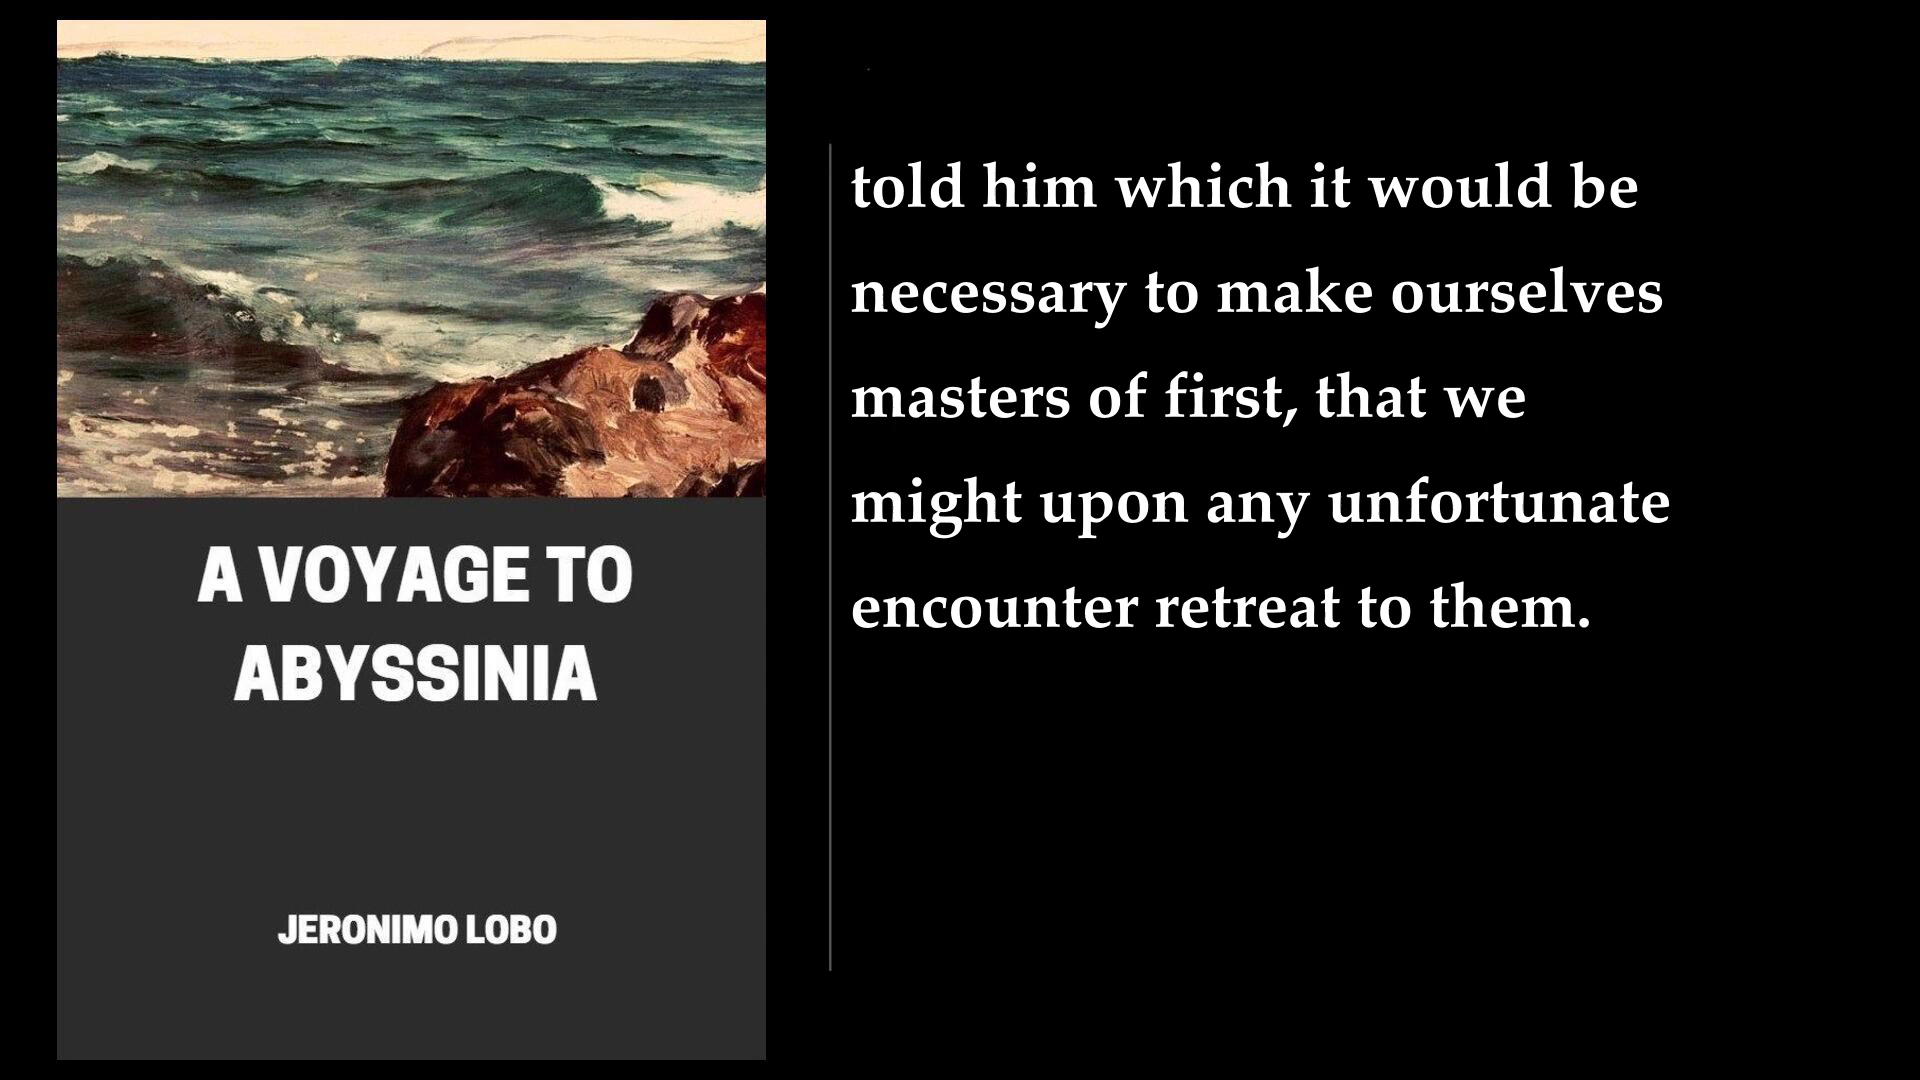 A VOYAGE TO
ABYSSINIA
JERONIMO LOBO
told him which it would be
necessary to make ourselves
masters of first, that we
might upon any unfortunate
encounter retreat to them.